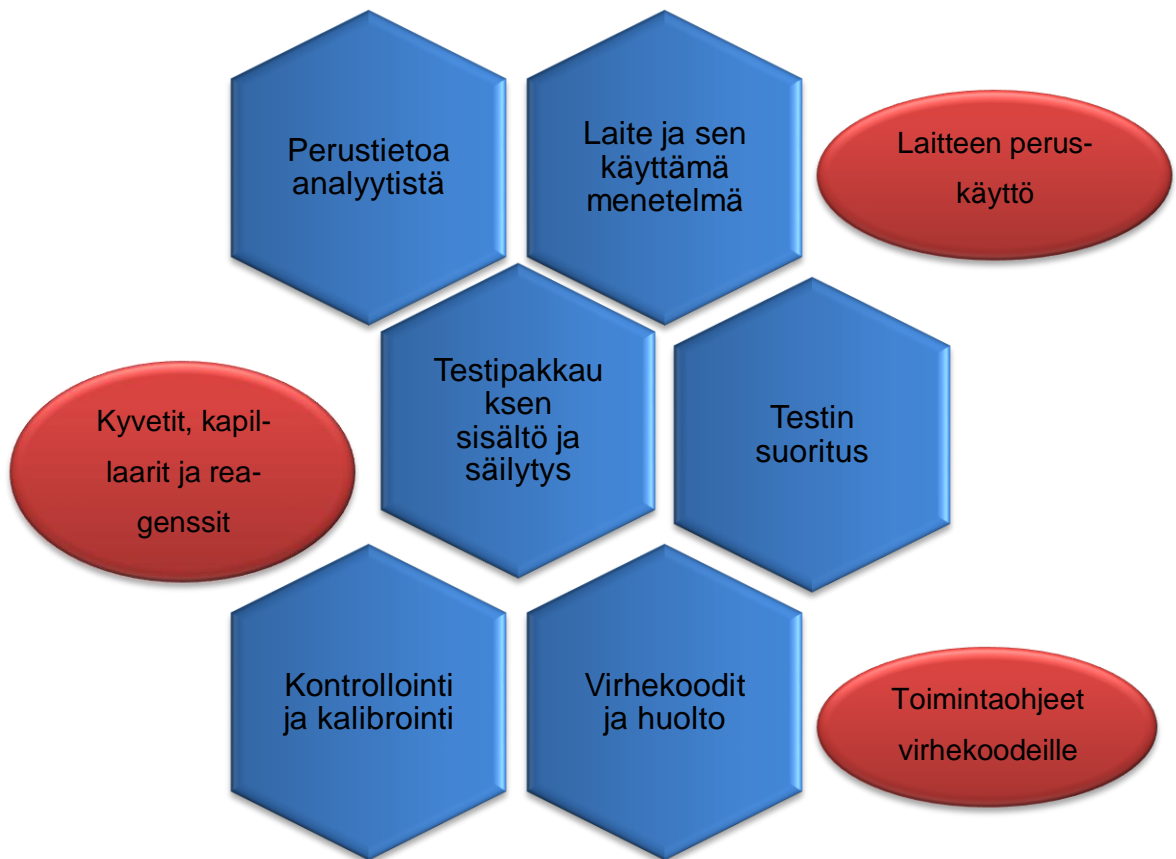 Perustietoa
analyytistä
Laite ja sen
käyttämä
menetelmä
Laitteen perus-
käyttö
Kyvetit, kapil-
laarit ja rea-
genssit
Testipakkau
ksen
sisältö ja
säilytys
Testin
suoritus
Kontrollointi
ja kalibrointi
Virhekoodit
ja huolto
Toimintaohjeet
virhekoodeille